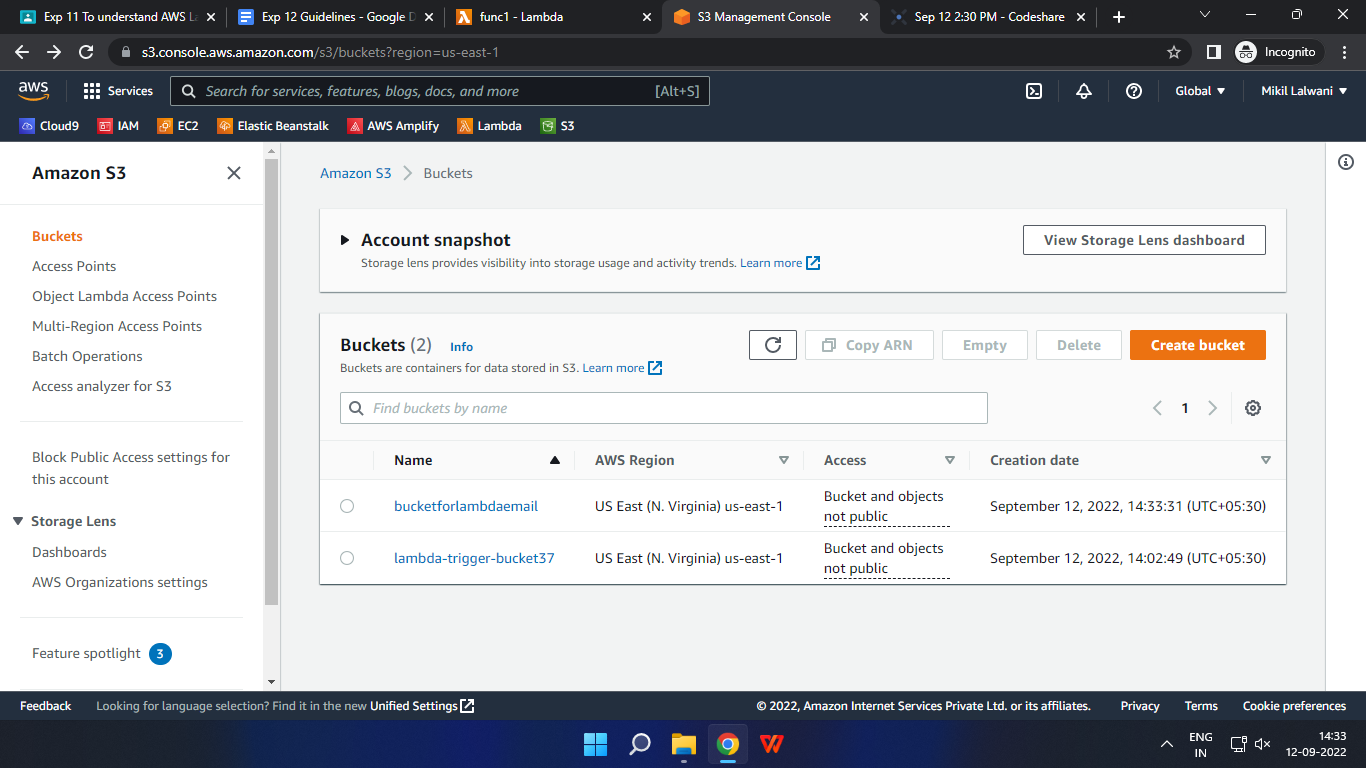 Exp 11 To understand AWS La
Exp 12 Guidelines - Google D
func1 - Lambda
S3 Management Console
Sep 12 2:30 PM - Codeshare
s3.console.aws.amazon.com/s3/buckets?region=us-east-1
Incognito
aws
Services
Search for services, features, blogs, docs, and more
[Alt+S]
Global
Mikil Lalwani
Cloud9
IAM
EC2
Elastic Beanstalk
AWS Amplify
Lambda
S3
Amazon S3
Buckets
Access Points
Object Lambda Access Points
Multi-Region Access Points
Batch Operations
Access analyzer for S3
Block Public Access settings for
this account
Storage Lens
Dashboards
AWS Organizations settings
Feature spotlight 3
Amazon S3 > Buckets
Account snapshot
Storage lens provides visibility into storage usage and activity trends. Learn more
View Storage Lens dashboard
Buckets (2) Info
Buckets are containers for data stored in S3. Learn more
Copy ARN
Empty
Delete
Create bucket
Find buckets by name
1
Name AWS Region Access Creation date
bucketforlambdaemail US East (N. Virginia) us-east-1 Bucket and objects
not public September 12, 2022, 14:33:31 (UTC+05:30)
lambda-trigger-bucket37 US East (N. Virginia) us-east-1 Bucket and objects
not public September 12, 2022, 14:02:49 (UTC+05:30)
Feedback
Looking for language selection? Find it in the new Unified Settings
© 2022, Amazon Internet Services Private Ltd. or its affiliates.
Privacy
Terms
Cookie preferences
ENG
IN
14:33
12-09-2022